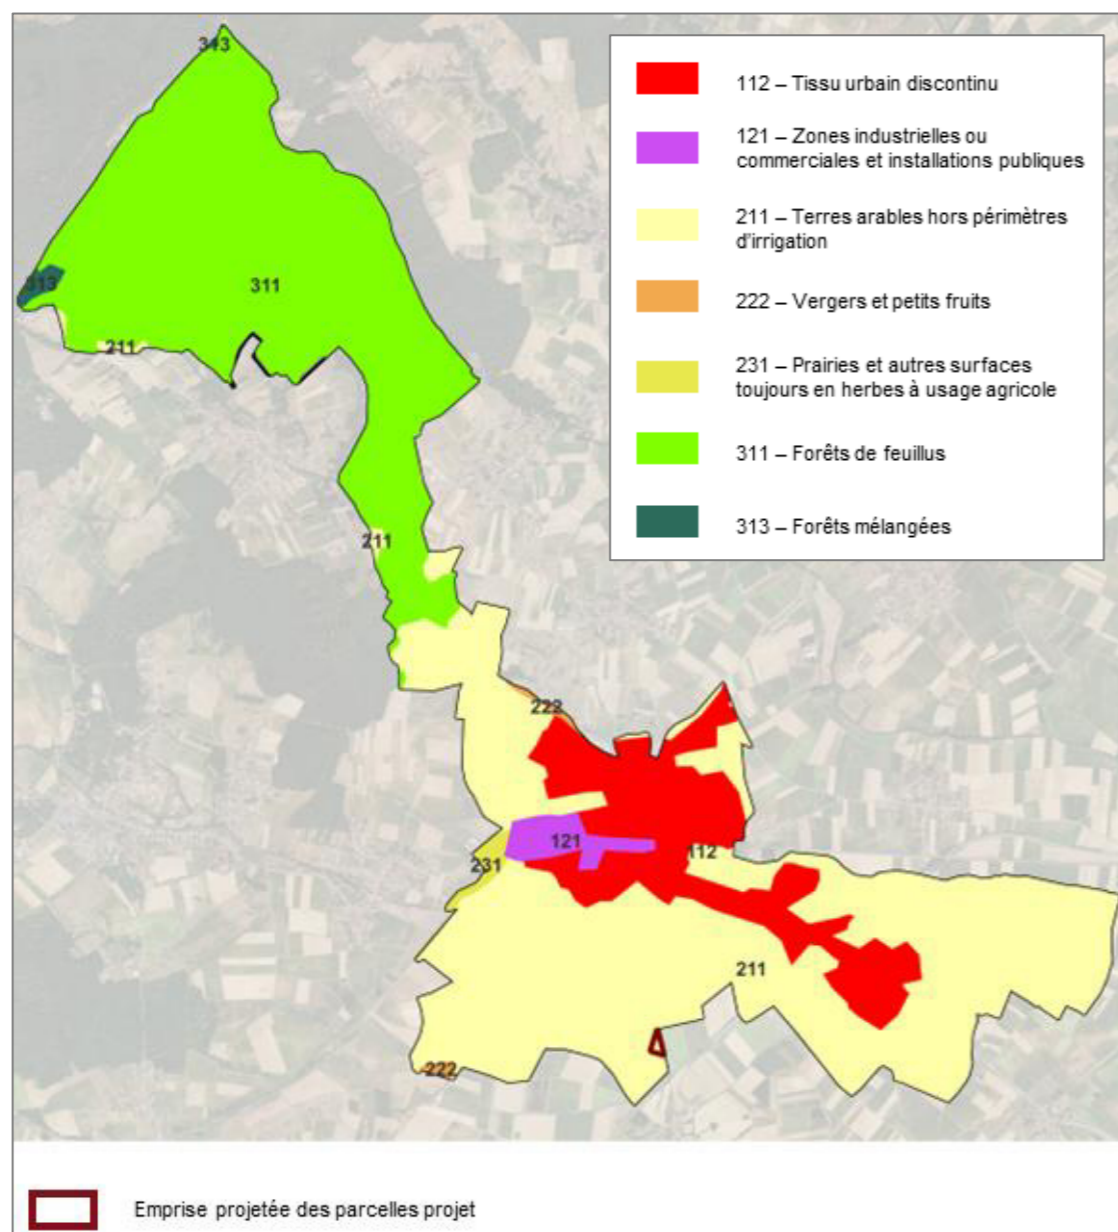 313
112 – Tissu urbain discontinu
121 – Zones industrielles ou
commerciales et installations publiques
211 – Terres arables hors périmètres
d'irrigation
222 – Vergers et petits fruits
231 – Prairies et autres surfaces
toujours en herbes à usage agricole
311 – Forêts de feuillus
313 – Forêts mélangées
313
311
211
211
222
121
112
231
211
222
Emprise projetée des parcelles projet